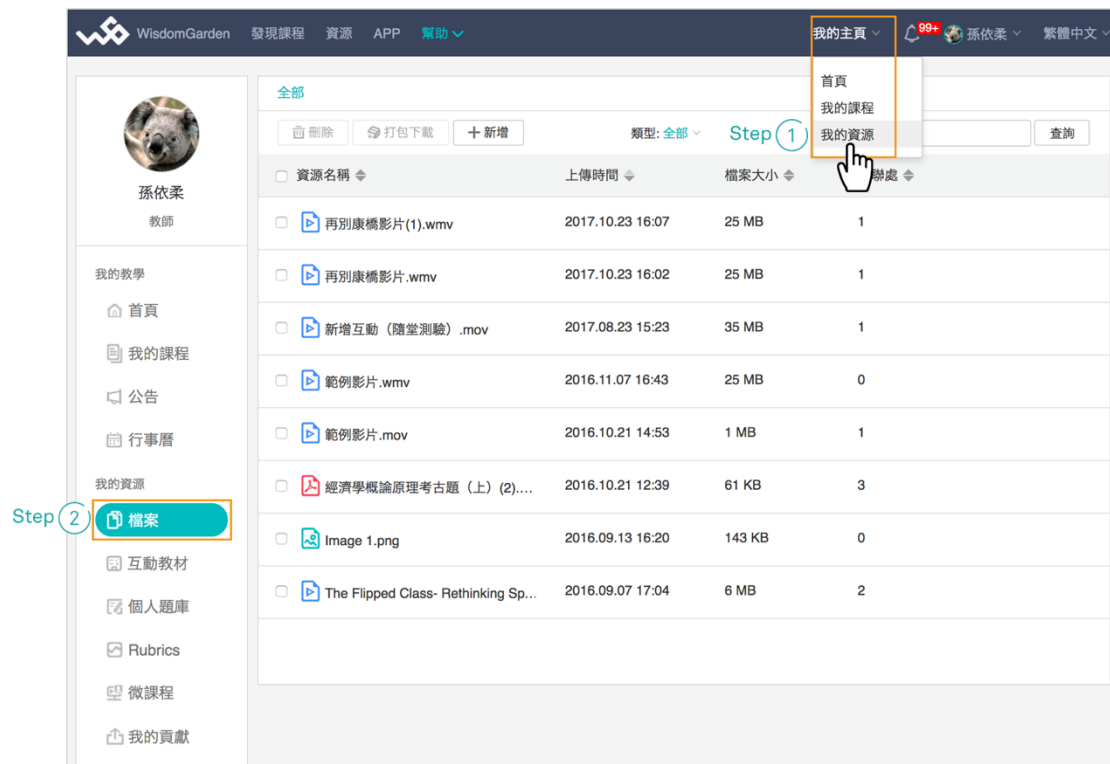 WisdomGarden 發現課程 資源 APP 幫助 我的主頁 99+ 孫依柔 繁體中文
首頁
我的課程
我的資源
Step 1
全部
刪除 打包下載 +新增 類型: 全部 查詢
資源名稱 上傳時間 檔案大小 聯處
再別康橋影片(1).wmv 2017.10.23 16:07 25 MB 1
再別康橋影片.wmv 2017.10.23 16:02 25 MB 1
新增互動（隨堂測驗）.mov 2017.08.23 15:23 35 MB 1
範例影片.wmv 2016.11.07 16:43 25 MB 0
範例影片.mov 2016.10.21 14:53 1 MB 1
經濟學概論原理考古題（上）(2).... 2016.10.21 12:39 61 KB 3
Image 1.png 2016.09.13 16:20 143 KB 0
The Flipped Class- Rethinking Sp... 2016.09.07 17:04 6 MB 2
孫依柔
教師
我的教學
首頁
我的課程
公告
行事曆
我的資源
Step 2
檔案
互動教材
個人題庫
Rubrics
微課程
我的貢獻